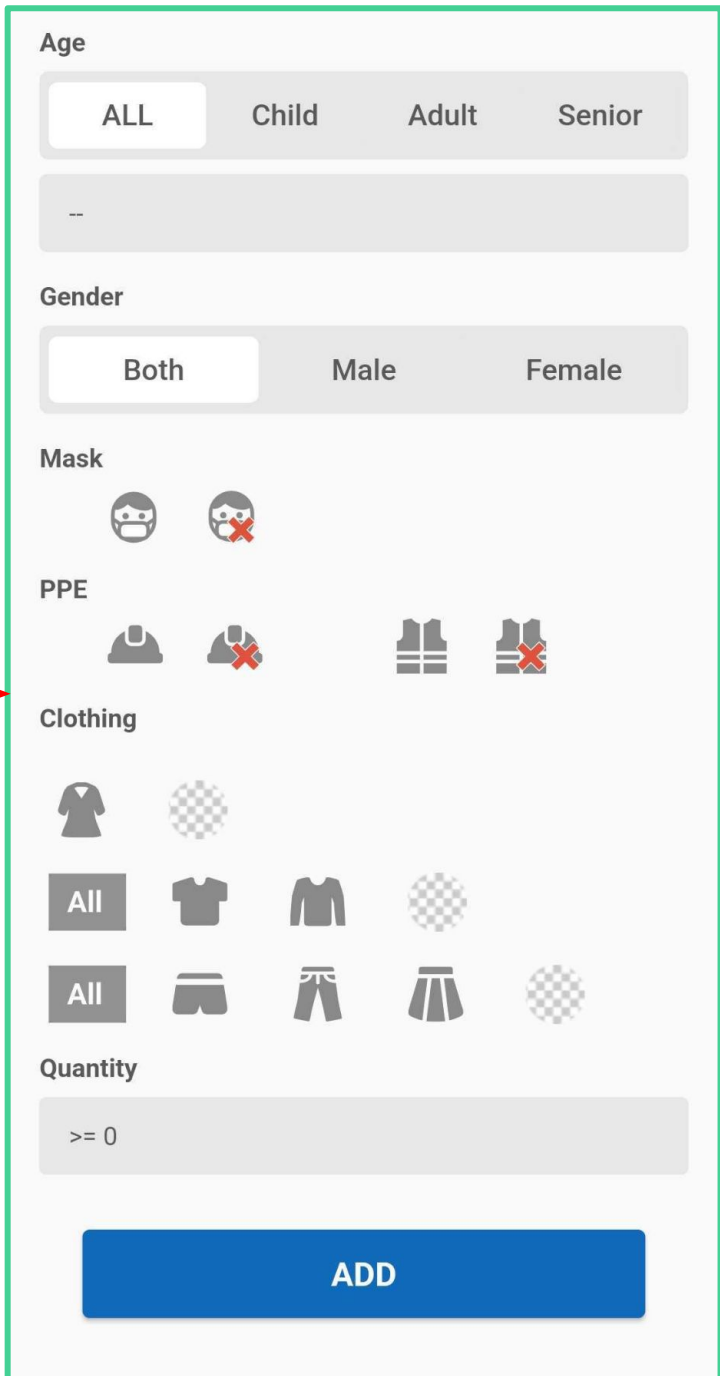 Age
ALL Child Adult Senior
--
Gender
Both Male Female
Mask
PPE
Clothing
All
All
Quantity
>= 0
ADD